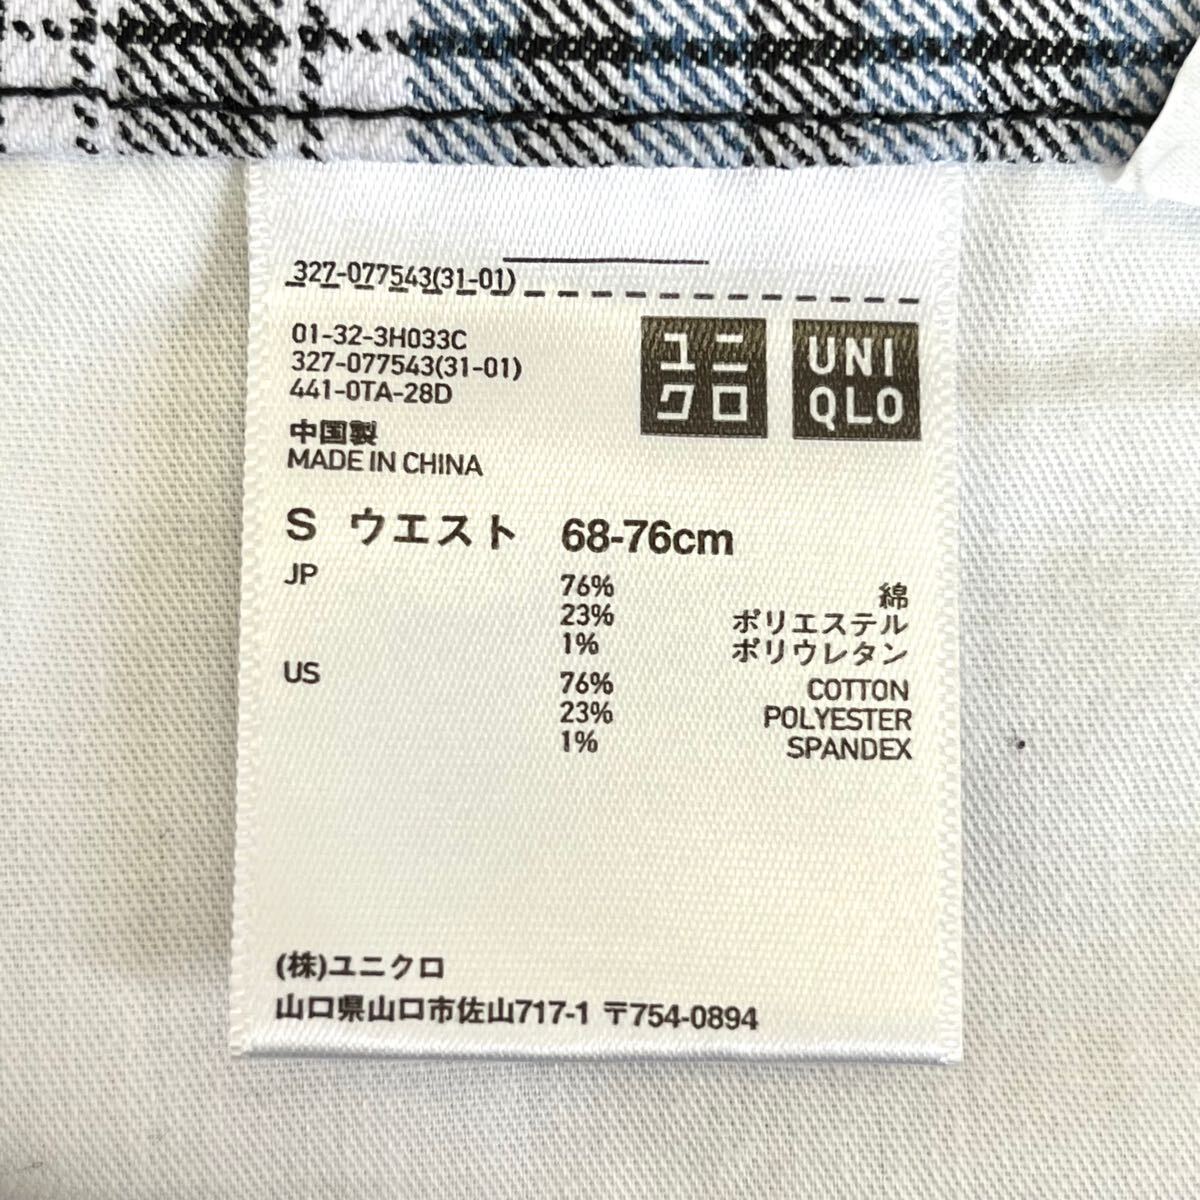 327-077543(31-01)
01-32-3H033C
327-077543(31-01)
441-0TA-28D
中国製
MADE IN CHINA
ユニ
クロ
UNI
QLO
S ウエスト 68-76cm
JP
76% 綿
23% ポリエステル
1% ポリウレタン
US
76% COTTON
23% POLYESTER
1% SPANDEX
(株)ユニクロ
山口県山口市佐山717-1 〒754-0894